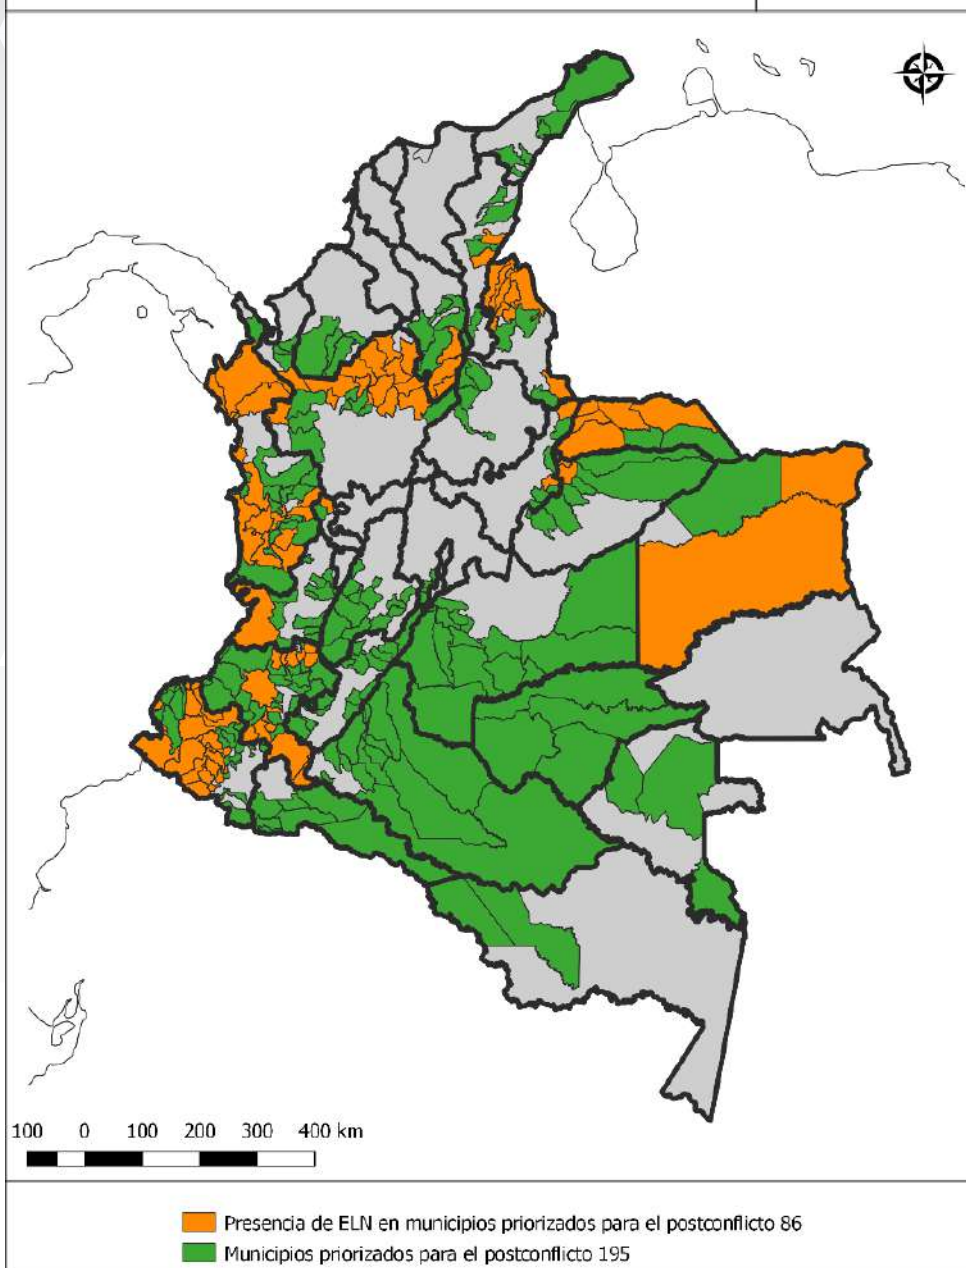 100 0 100 200 300 400 km
Presencia de ELN en municipios priorizados para el postconflicto 86
Municipios priorizados para el postconflicto 195